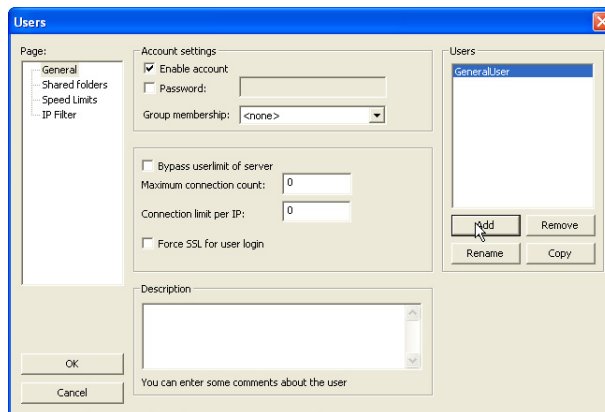 Users
Page:
General
Shared folders
Speed Limits
IP Filter
Account settings
Enable account
Password:
Group membership: <none>
Bypass userlimit of server
Maximum connection count: 0
Connection limit per IP: 0
Force SSL for user login
Description
You can enter some comments about the user
Users
GeneralUser
Add Remove
Rename Copy
OK
Cancel